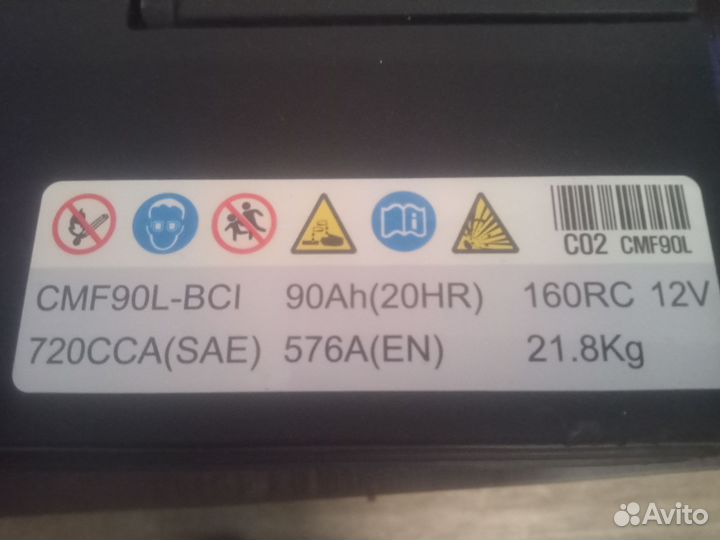 C02 CMF90L
CMF90L-BCI 90Ah(20HR) 160RC 12V
720CCA(SAE) 576A(EN) 21.8Kg
Avito